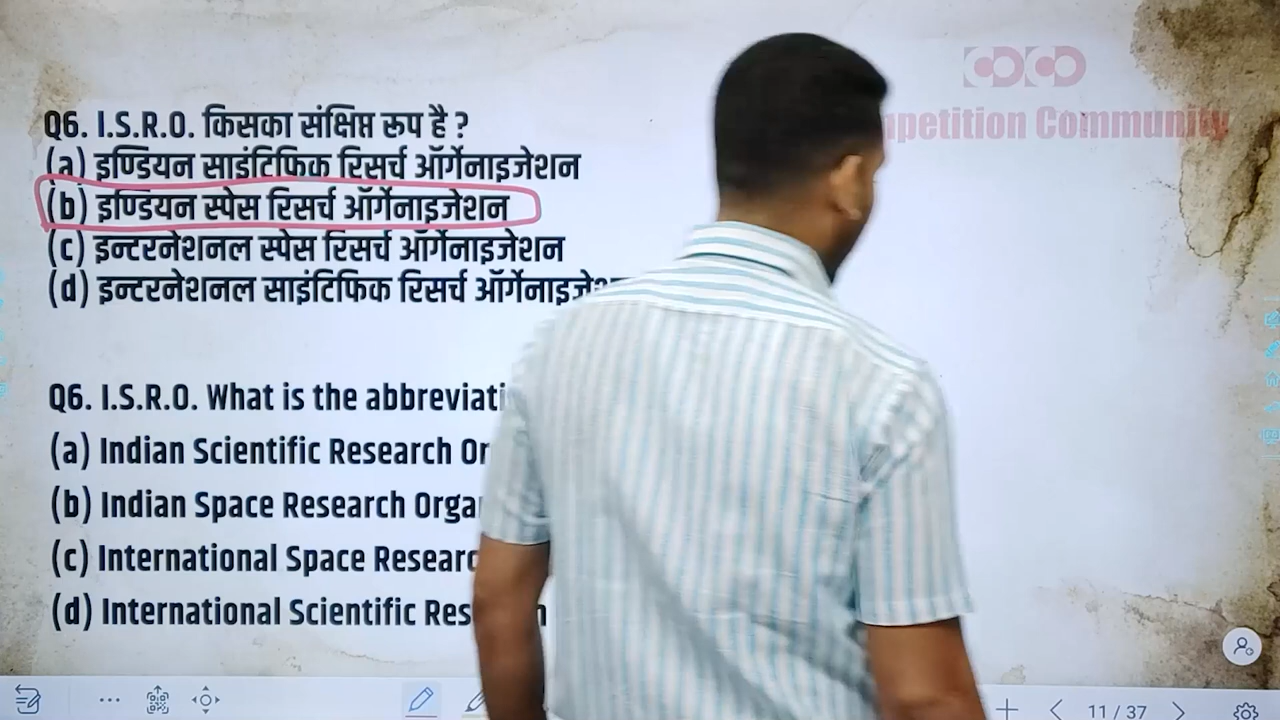 Competition Community
Q6. I.S.R.O. किसका संक्षिप्त रूप है ?
(a) इण्डियन साइंटिफिक रिसर्च ऑर्गेनाइजेशन
(b) इण्डियन स्पेस रिसर्च ऑर्गेनाइजेशन
(c) इन्टरनेशनल स्पेस रिसर्च ऑर्गेनाइजेशन
(d) इन्टरनेशनल साइंटिफिक रिसर्च
Q6. I.S.R.O. What is the
(a) Indian Scientific Research
(b) Indian Space Research
(c) International Space
(d) International Scientific
11 / 37